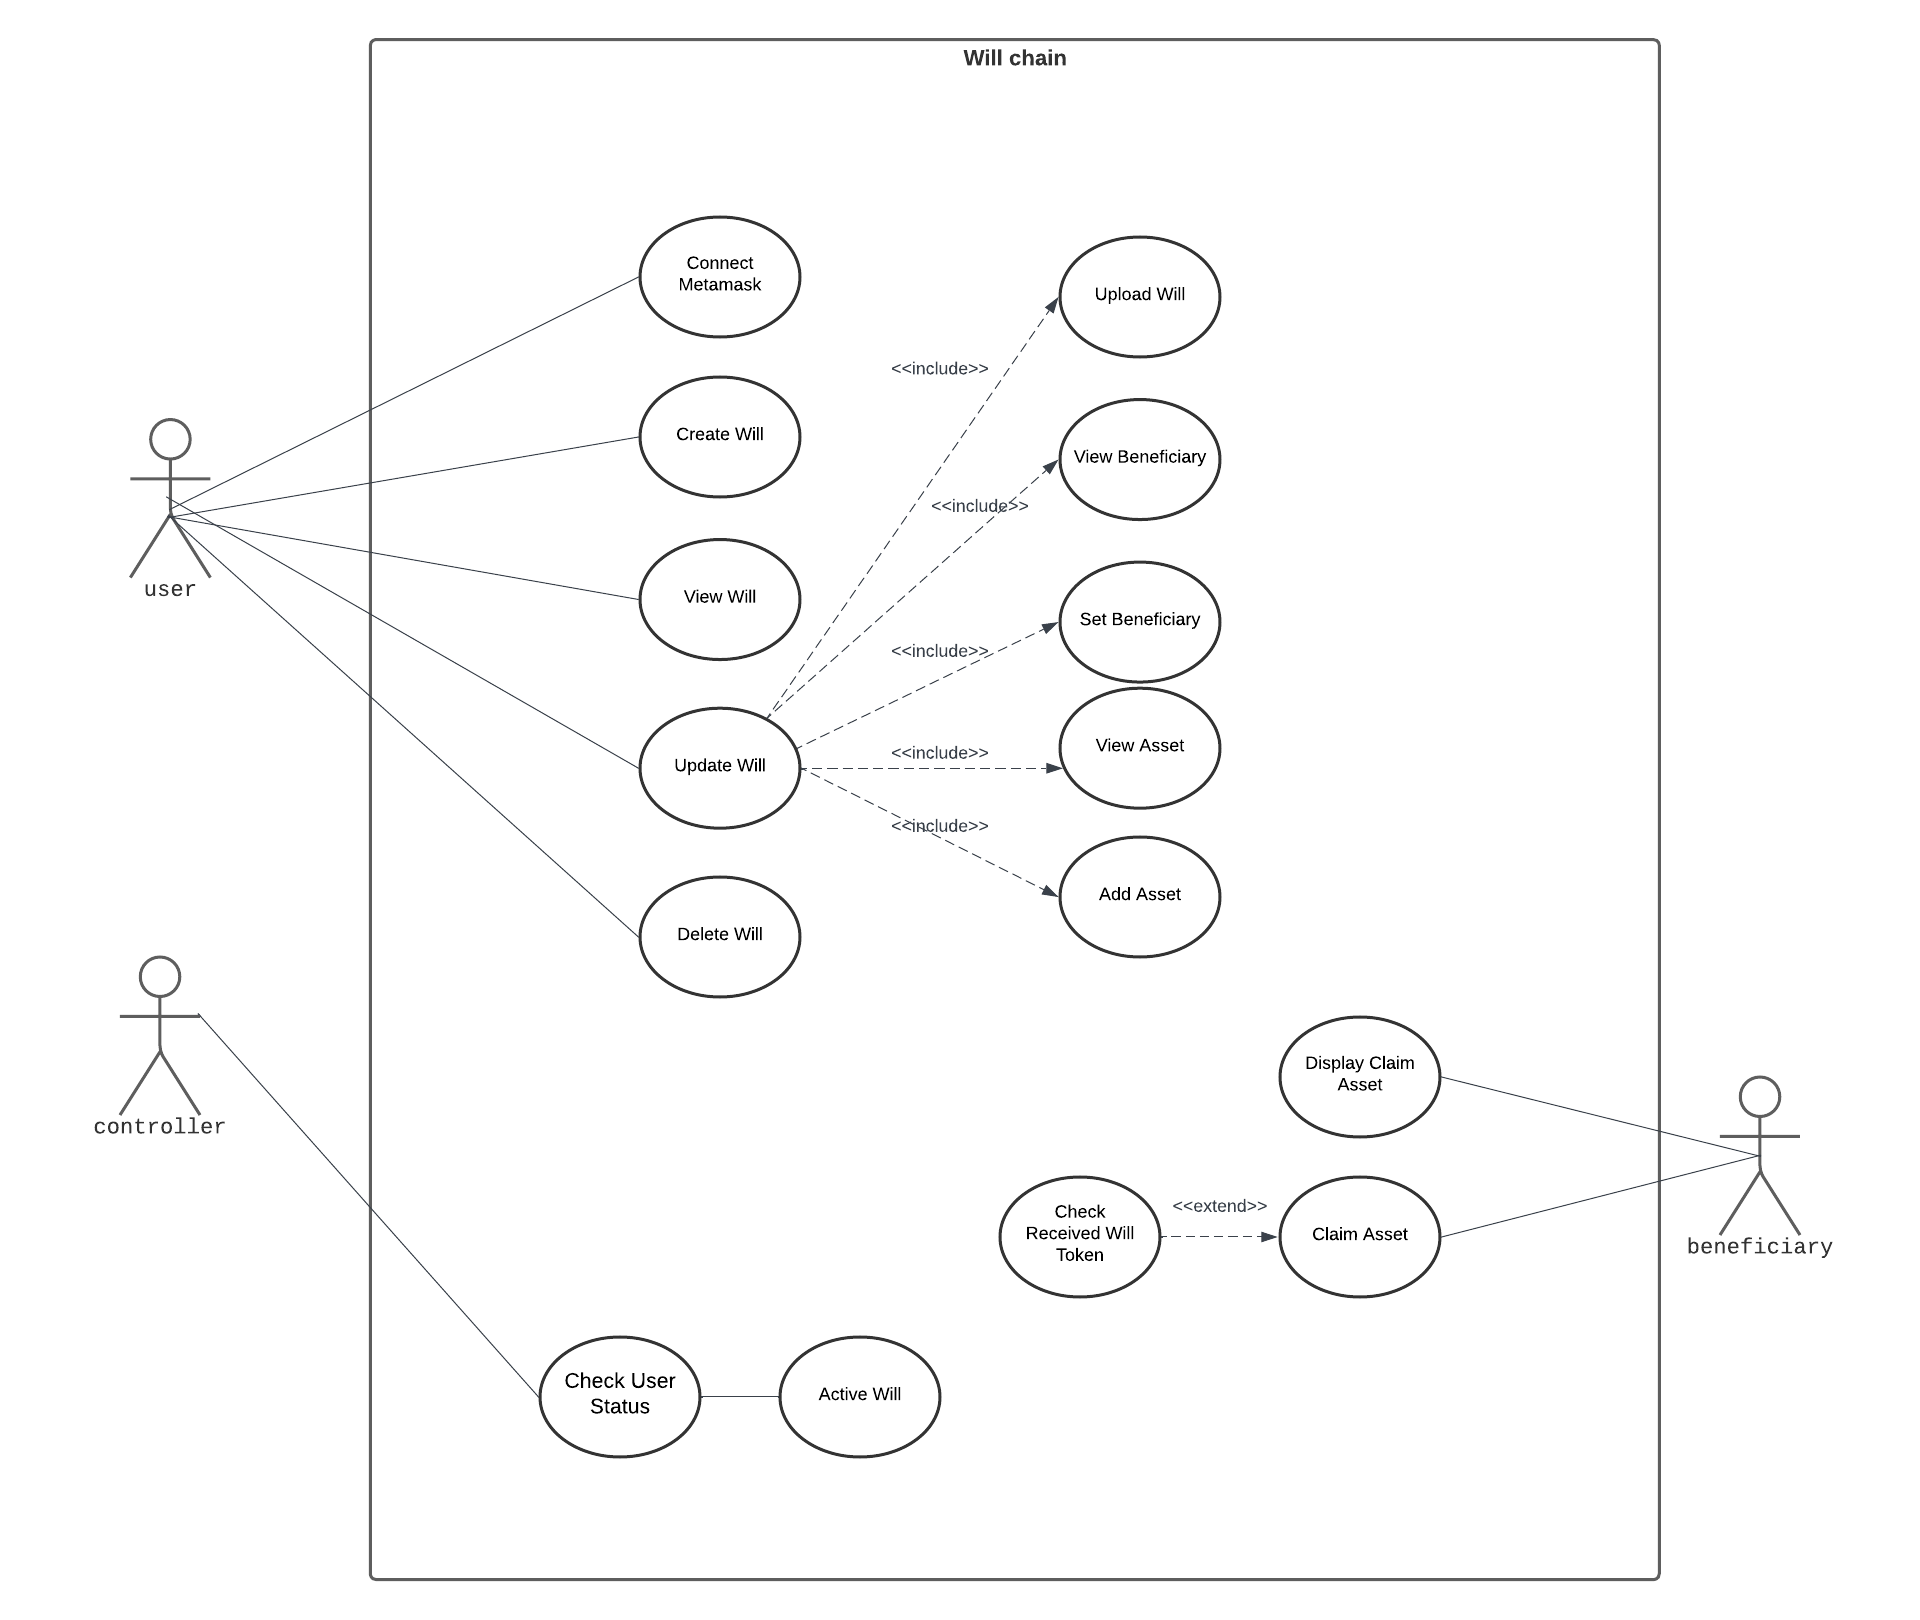 Will chain
Connect
Metamask
Upload Will
<<include>>
Create Will
View Beneficiary
<<include>>
user
View Will
Set Beneficiary
<<include>>
View Asset
<<include>>
Update Will
<<include>>
Add Asset
Delete Will
controller
Display Claim
Asset
Check
Received Will
Token
<<extend>>
Claim Asset
beneficiary
Check User
Status
Active Will